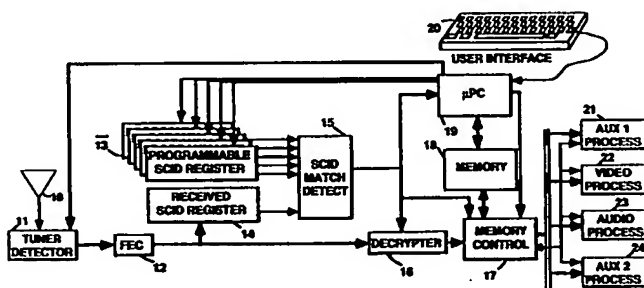 20
USER INTERFACE
15
µPC
19
21
AUX 1
PROCESS
13
PROGRAMMABLE
SCID REGISTER
SCID
MATCH
DETECT
18
MEMORY
22
VIDEO
PROCESS
10
RECEIVED
SCID REGISTER
14
23
AUDIO
PROCESS
11
TUNER
DETECTOR
FEC
12
DECRYPTER
16
MEMORY
CONTROL
17
24
AUX 2
PROCESS